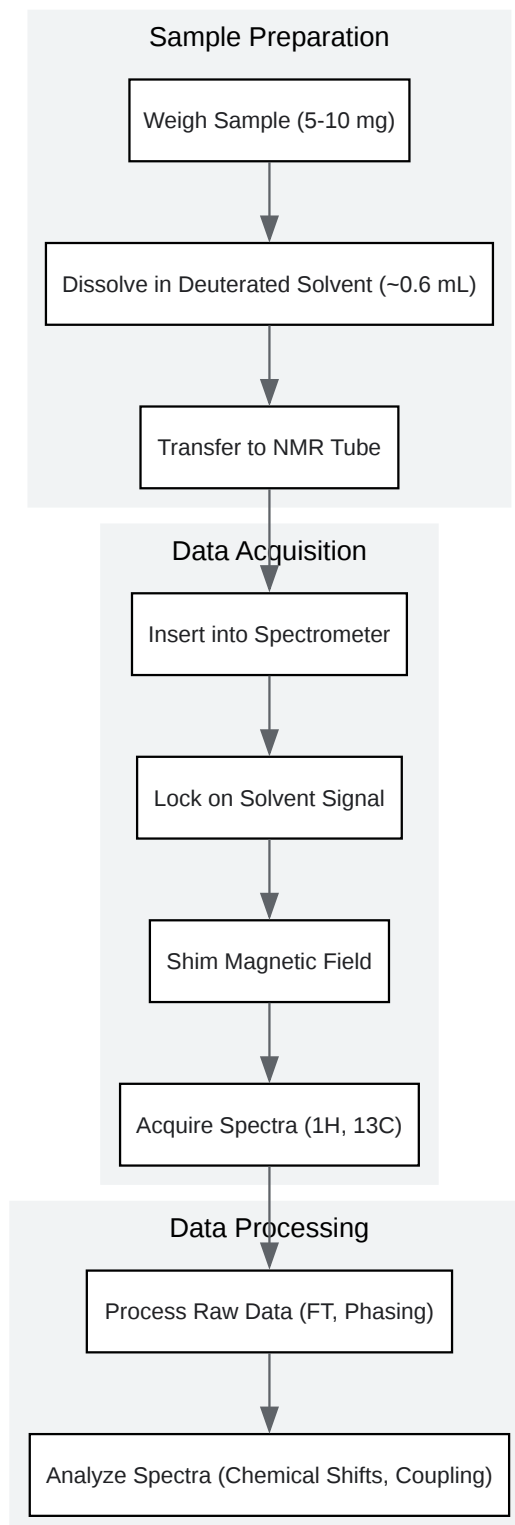 Sample Preparation
Weigh Sample (5-10 mg)
Dissolve in Deuterated Solvent (~0.6 mL)
Transfer to NMR Tube
Data Acquisition
Insert into Spectrometer
Lock on Solvent Signal
Shim Magnetic Field
Acquire Spectra (1H, 13C)
Data Processing
Process Raw Data (FT, Phasing)
Analyze Spectra (Chemical Shifts, Coupling)